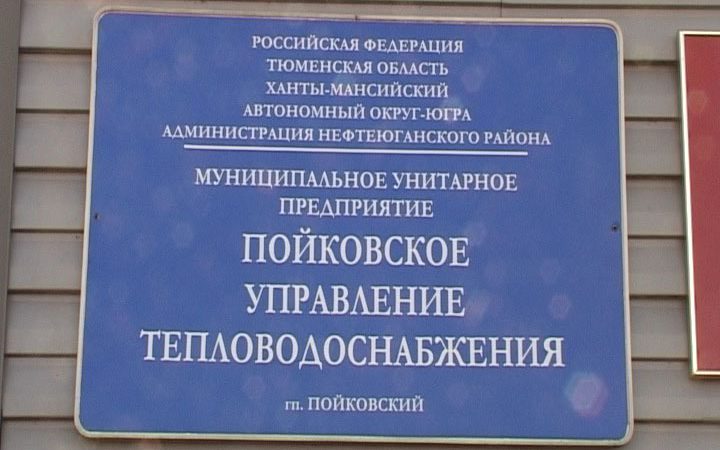 РОССИЙСКАЯ ФЕДЕРАЦИЯ
ТЮМЕНСКАЯ ОБЛАСТЬ
ХАНТЫ-МАНСИЙСКИЙ
АВТОНОМНЫЙ ОКРУГ-ЮГРА
АДМИНИСТРАЦИЯ НЕФТЕЮГАНСКОГО РАЙОНА
МУНИЦИПАЛЬНОЕ УНИТАРНОЕ
ПРЕДПРИЯТИЕ
ПОЙКОВСКОЕ
УПРАВЛЕНИЕ
ТЕПЛОВОДОСНАБЖЕНИЯ
гп. ПОЙКОВСКИЙ